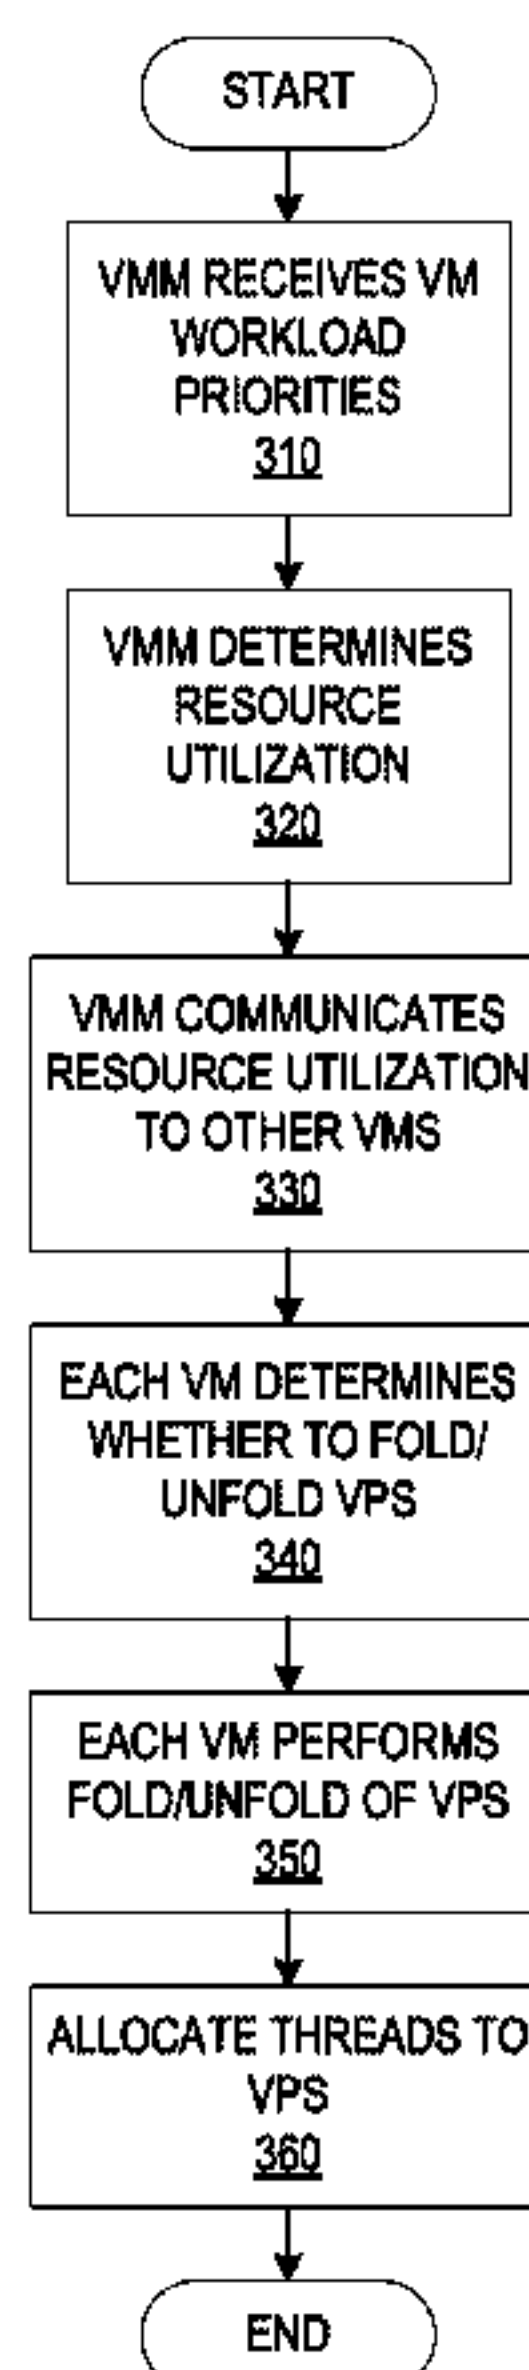 START
VMM RECEIVES VM
WORKLOAD
PRIORITIES
310
VMM DETERMINES
RESOURCE
UTILIZATION
320
VMM COMMUNICATES
RESOURCE UTILIZATION
TO OTHER VMS
330
EACH VM DETERMINES
WHETHER TO FOLD/
UNFOLD VPS
340
EACH VM PERFORMS
FOLD/UNFOLD OF VPS
350
ALLOCATE THREADS TO
VPS
360
END